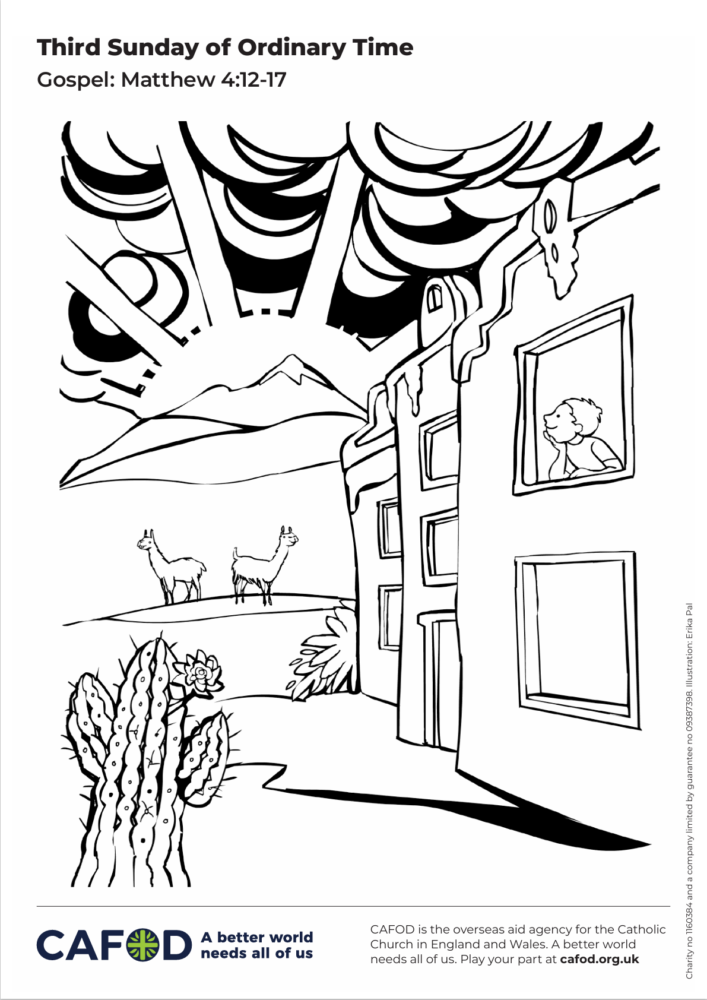 Third Sunday of Ordinary Time
Gospel: Matthew 4:12-17
Charity no 1160384 and a company limited by guarantee no 09387398. Illustration: Erika Pal
CAFOD
A better world
needs all of us
CAFOD is the overseas aid agency for the Catholic
Church in England and Wales. A better world
needs all of us. Play your part at cafod.org.uk